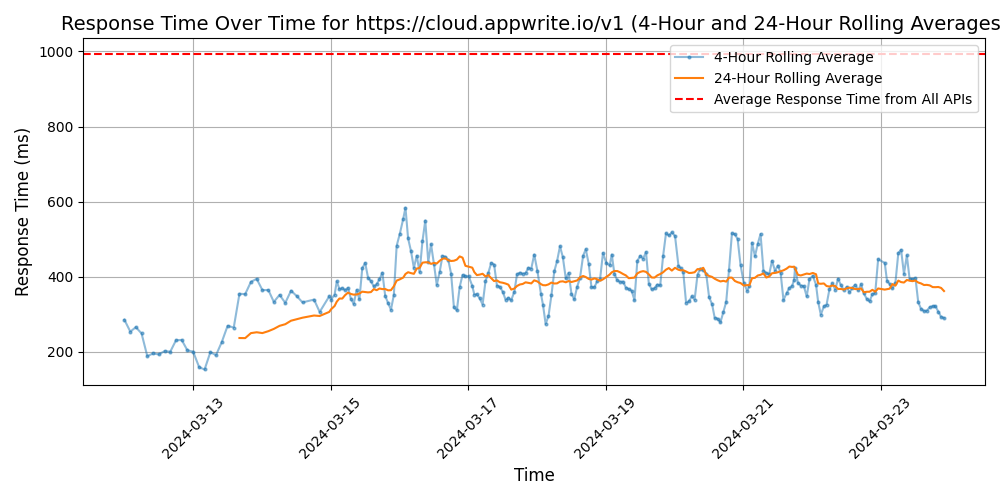 Response Time Over Time for https://cloud.appwrite.io/v1 (4-Hour and 24-Hour Rolling Averages
4-Hour Rolling Average
24-Hour Rolling Average
Average Response Time from All APIs
Response Time (ms)
1000
800
600
400
200
2024-03-13
2024-03-15
2024-03-17
2024-03-19
2024-03-21
2024-03-23
Time